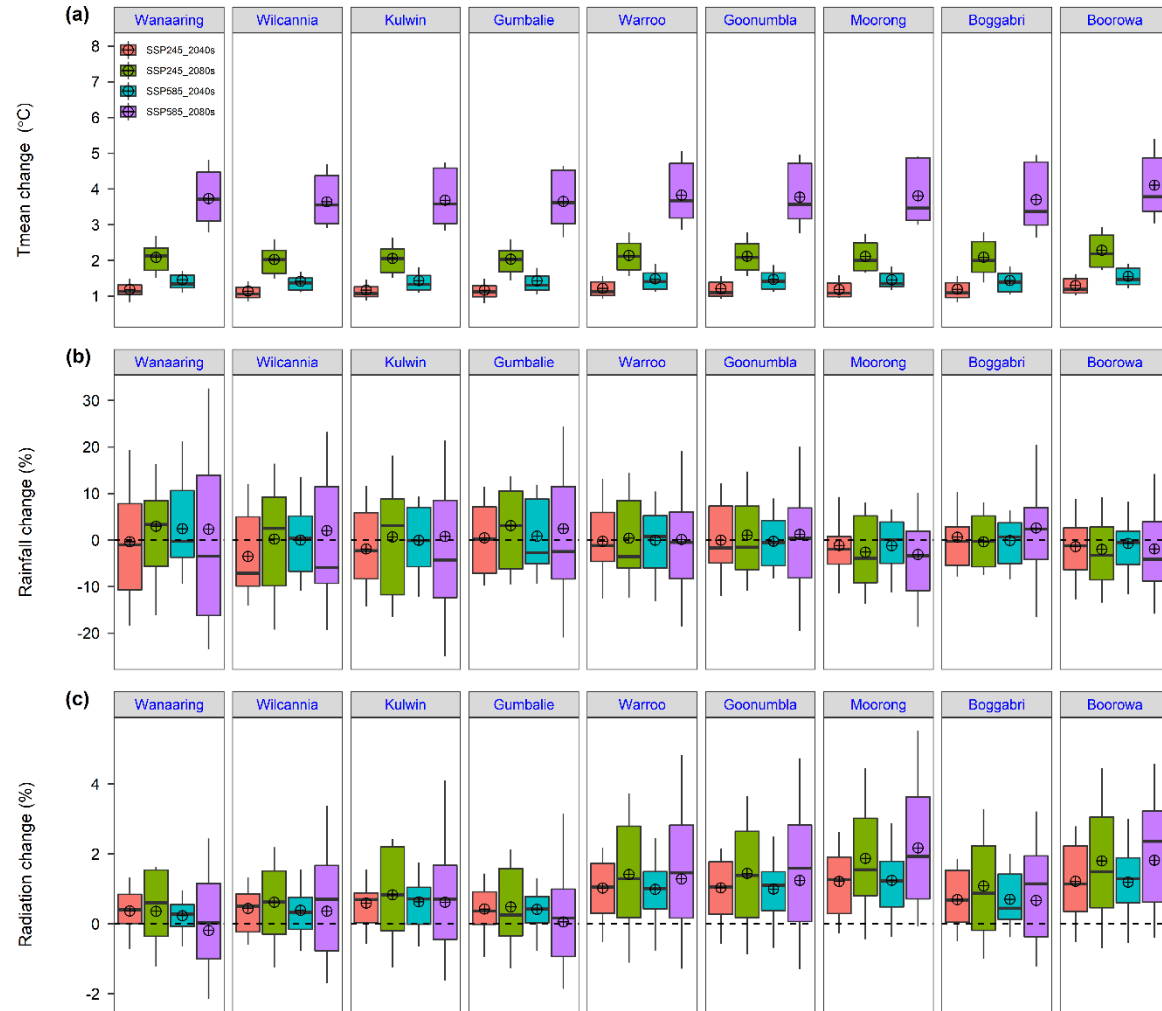 (a)
Wanaaring Wilcannia Kulwin Gumbalie Warroo Goonumbla Moorong Boggabri Boorowa
Tmean change (°C)
8
7
6
5
4
3
2
1
SSP245_2040s
SSP245_2080s
SSP585_2040s
SSP585_2080s
(b)
Wanaaring Wilcannia Kulwin Gumbalie Warroo Goonumbla Moorong Boggabri Boorowa
Rainfall change (%)
30
20
10
0
-10
-20
(c)
Wanaaring Wilcannia Kulwin Gumbalie Warroo Goonumbla Moorong Boggabri Boorowa
Radiation change (%)
4
2
0
-2